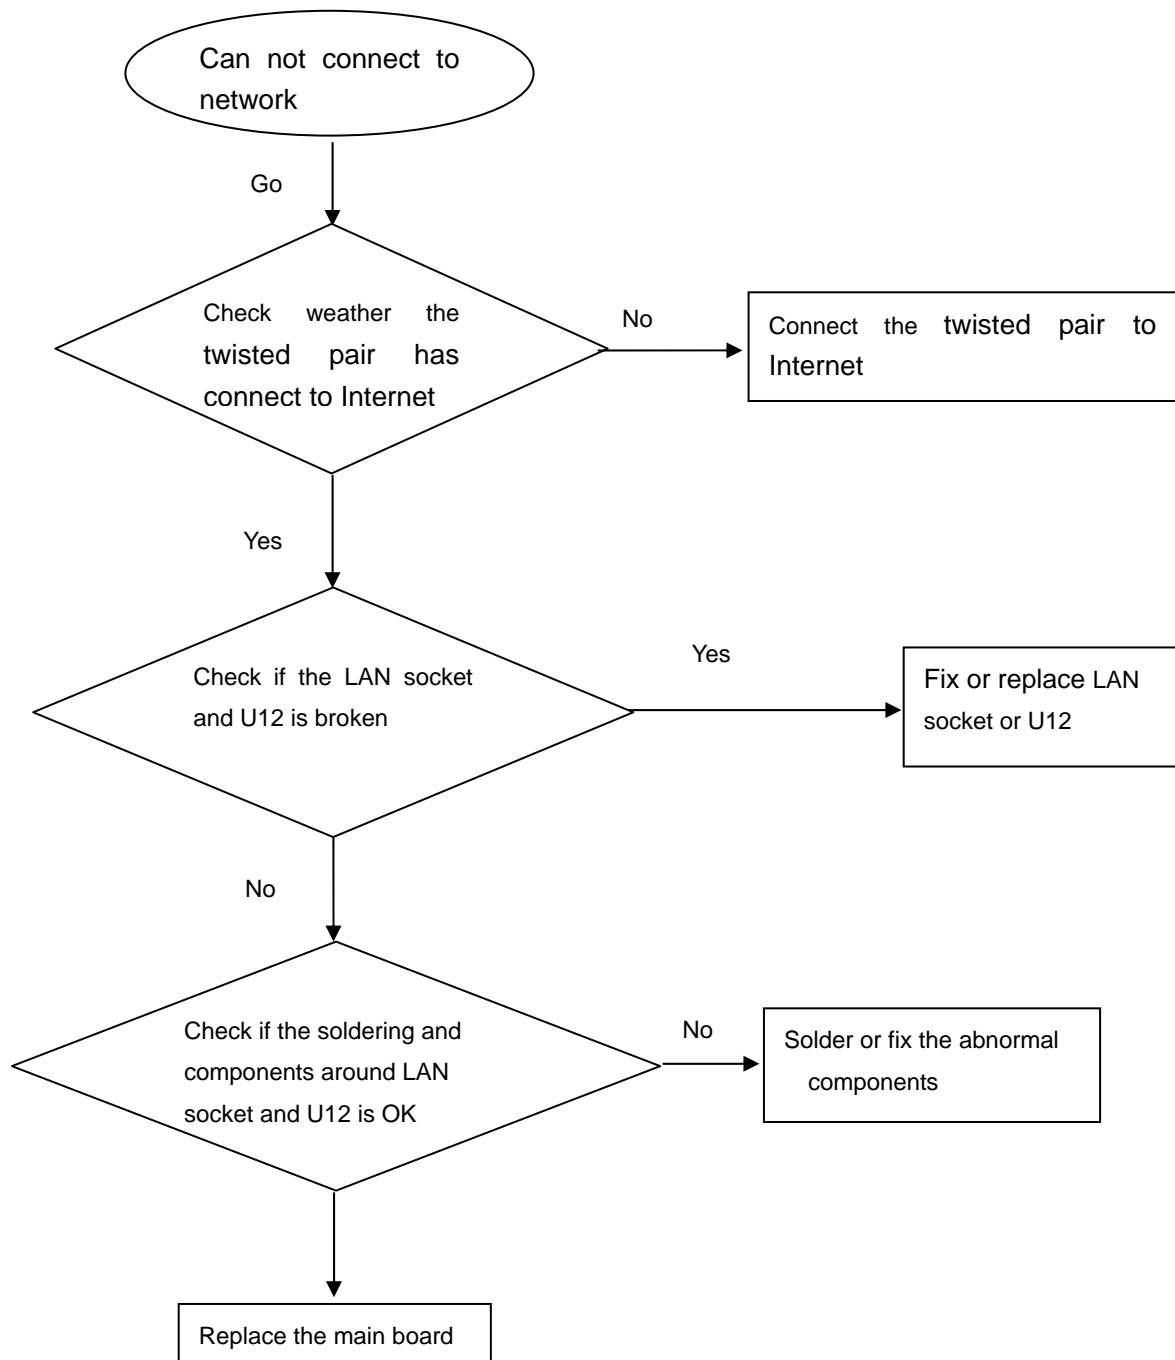 Can not connect to
network
Go
Check weather the
twisted pair has
connect to Internet
No
Connect the twisted pair to
Internet
Yes
Check if the LAN socket
and U12 is broken
Yes
Fix or replace LAN
socket or U12
No
Check if the soldering and
components around LAN
socket and U12 is OK
No
Solder or fix the abnormal
components
Replace the main board